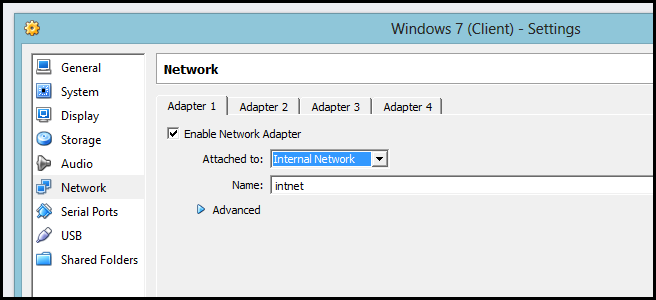 Windows 7 (Client) - Settings
General
System
Display
Storage
Audio
Network
Serial Ports
USB
Shared Folders
Network
Adapter 1 Adapter 2 Adapter 3 Adapter 4
Enable Network Adapter
Attached to: Internal Network
Name: intnet
Advanced